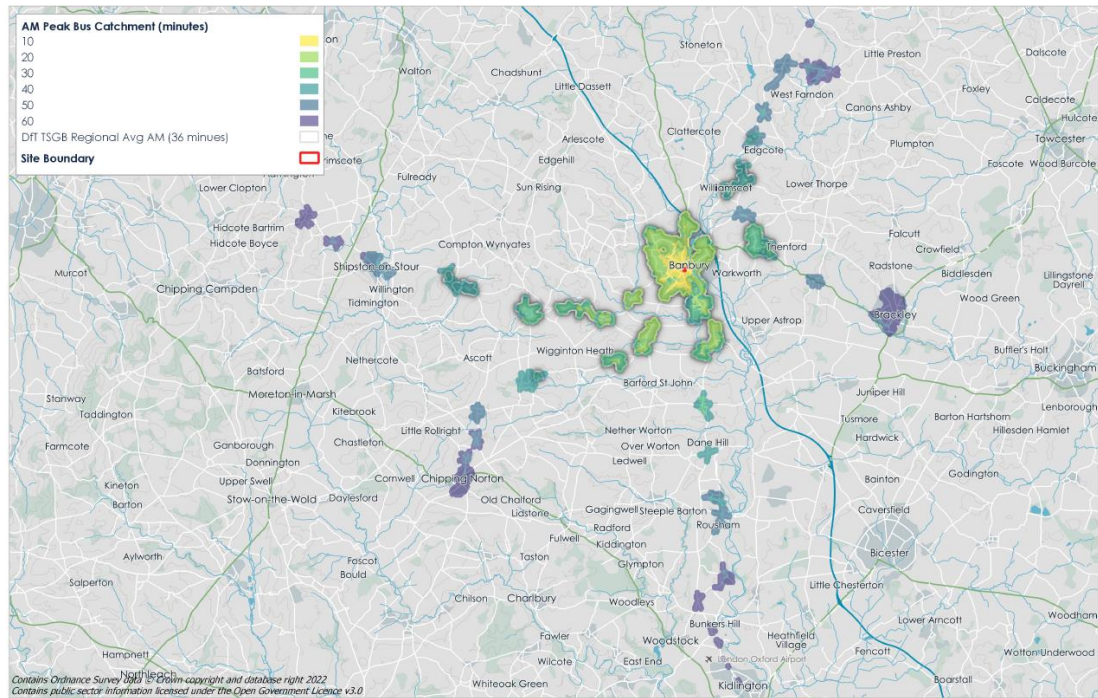 AM Peak Bus Catchment (minutes)
10
20
30
40
50
60
DfT TSGB Regional Avg AM (36 minues)
Site Boundary
Stoneton
Little Preston
Dalscote
Walton
Chadshunt
Little Dassett
West Farndon
Foxley
Caldecote
Canons Ashby
Hulcote
Towcester
Arlescote
Clattercote
Plumpton
Edgehill
Edgcote
Foscote
Wood Burcote
Lower Clopton
Fulready
Sun Rising
Williamscot
Lower Thorpe
Hidcote Bartrim
Hidcote Boyce
Compton Wynyates
Thenford
Falcutt
Crowfield
Murcot
Shipston-on-Stour
Banbury
Warkworth
Radstone
Biddlesden
Lillingstone
Dayrell
Chipping Campden
Willington
Tidmington
Wood Green
Upper Astrop
Brackley
Nethercote
Ascott
Wigginton Heath
Buffler's Holt
Buckingham
Batsford
Barford St John
Stanway
Moreton-in-Marsh
Juniper Hill
Lenborough
Taddington
Kitebrook
Tusmore
Barton Hartshorn
Farmcote
Ganborough
Chastleton
Little Rollright
Nether Worton
Over Worton
Dane Hill
Hardwick
Hillesden Hamlet
Donnington
Ledwell
Kineton
Upper Swell
Cornwell
Chipping Norton
Bainton
Godington
Barton
Stow-on-the-Wold
Daylesford
Old Chalford
Lidstone
Gagingwell
Steeple Barton
Caversfield
Radford
Rousham
Aylworth
Fulwell
Kiddington
Bicester
Foscot
Taston
Glympton
Salperton
Bould
Little Chesterton
Chilson
Charlbury
Woodleys
Woodham
Bunkers Hill
Lower Arncott
Fawler
Woodstock
Heathfield
Village
Wotton Underwood
Hampnett
Wilcote
East End
London Oxford Airport
Fencott
Northleach
Whiteoak Green
Kidlington
Boarstall
Contains Ordnance Survey data © Crown copyright and database right 2022
Contains public sector information licensed under the Open Government Licence v3.0